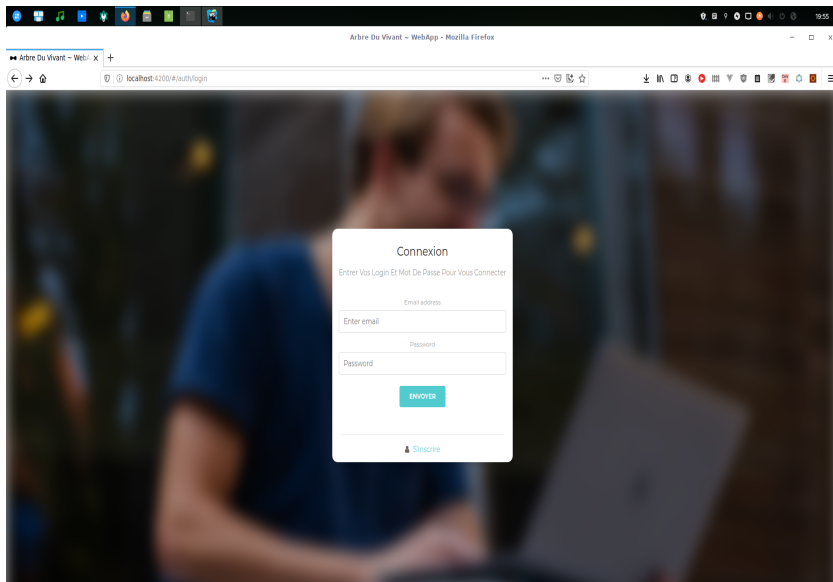 19:55
Arbre Du Vivant ~ WebApp - Mozilla Firefox
Arbre Du Vivant ~ WebA
localhost:4200/#/auth/login
Connexion
Entrer Vos Login Et Mot De Passe Pour Vous Connecter
Email address
Enter email
Password
Password
ENVOYER
S'inscrire